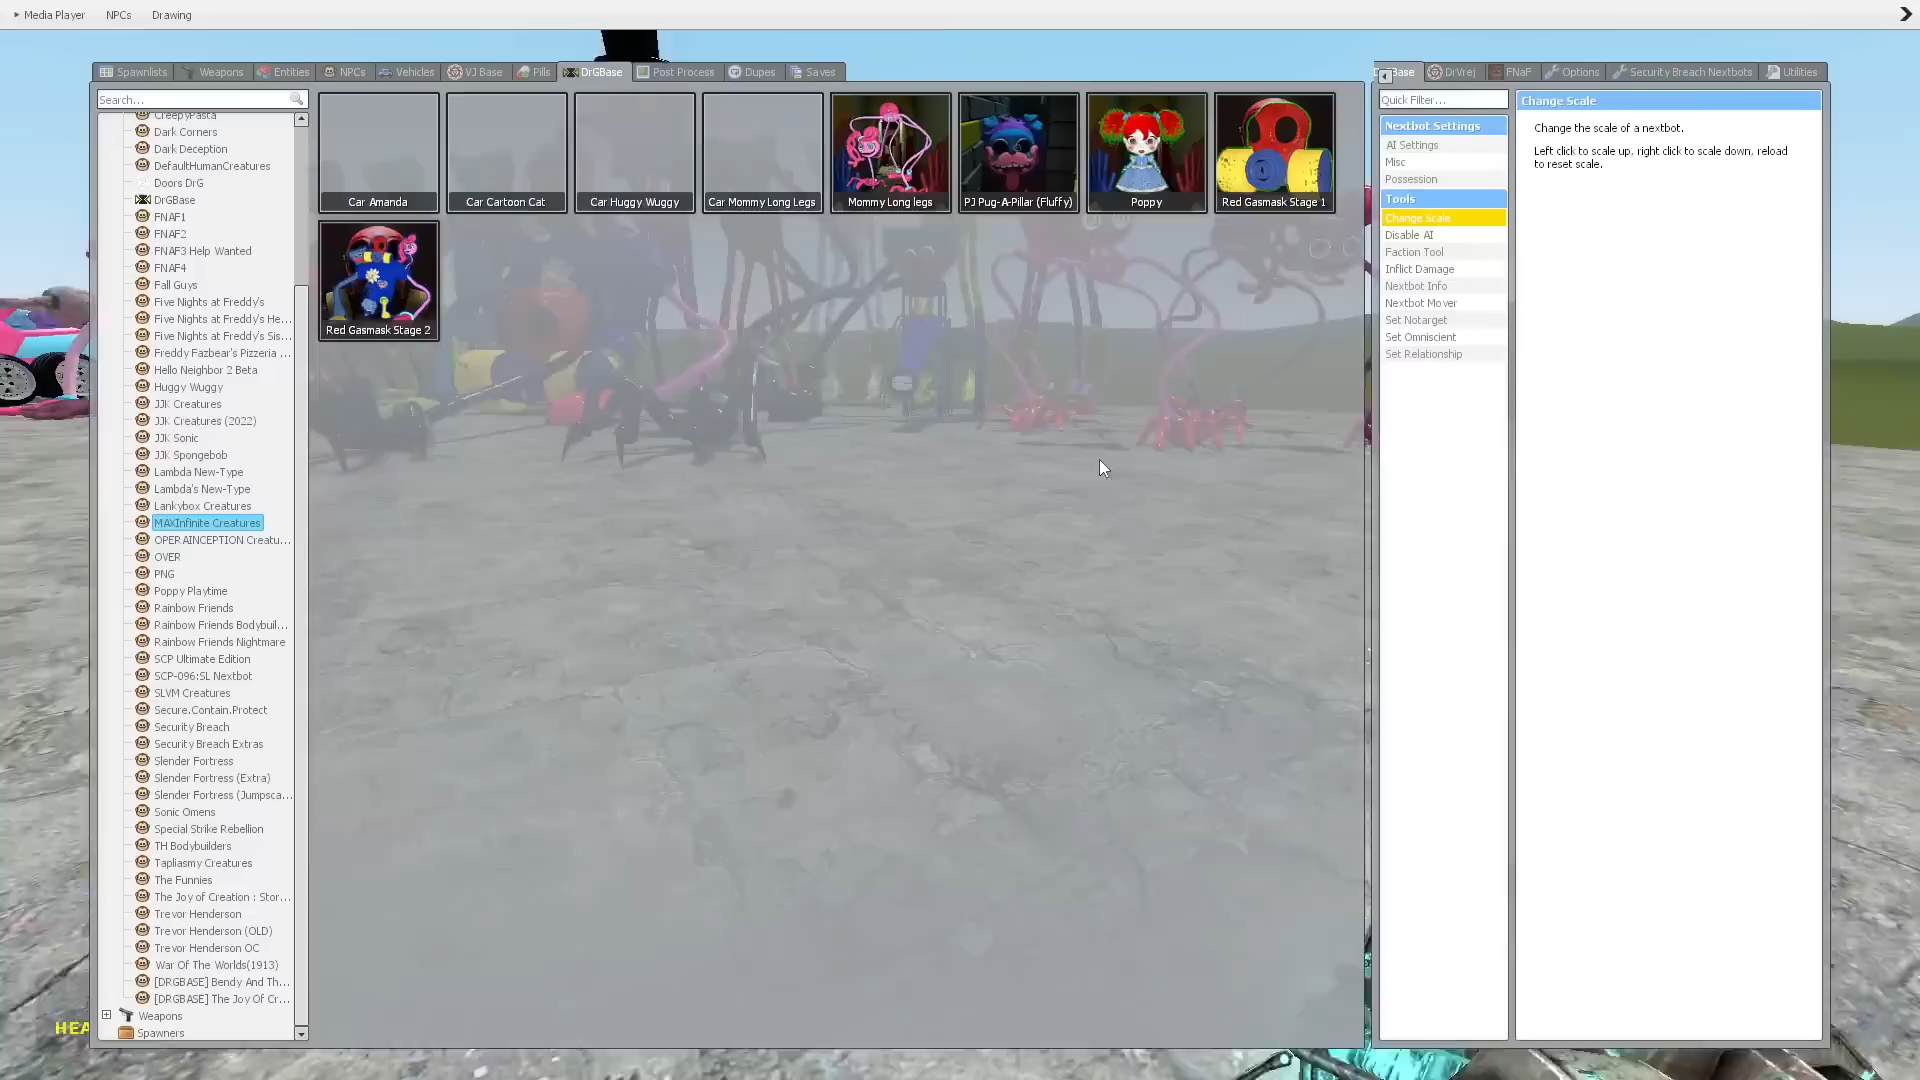 Media Player
NPCs
Drawing
Spawnlists
Weapons
Entities
NPCs
Vehicles
VJ Base
Pills
DrGBase
Post Process
Dupes
Saves
Search...
CreepyPasta
Dark Corners
Dark Deception
DefaultHumanCreatures
Doors DrG
DrGBase
FNAF1
FNAF2
FNAF3 Help Wanted
FNAF4
Fall Guys
Five Nights at Freddy's
Five Nights at Freddy's He...
Five Nights at Freddy's Sis...
Freddy Fazbear's Pizzeria ...
Hello Neighbor 2 Beta
Huggy Wuggy
JJK Creatures
JJK Creatures (2022)
JJK Sonic
JJK Spongebob
Lambda New-Type
Lambda's New-Type
Lankybox Creatures
MAXInfinite Creatures
OPERAINCEPTION Creatu...
OVER
PNG
Poppy Playtime
Rainbow Friends
Rainbow Friends Bodybuil...
Rainbow Friends Nightmare
SCP Ultimate Edition
SCP-096:SL Nextbot
SLVM Creatures
Secure.Contain.Protect
Security Breach
Security Breach Extras
Slender Fortress
Slender Fortress (Extra)
Slender Fortress (Jumpsca...
Sonic Omens
Special Strike Rebellion
TH Bodybuilders
Tapliasmy Creatures
The Funnies
The Joy of Creation : Stor...
Trevor Henderson
Trevor Henderson (OLD)
Trevor Henderson OC
War Of The Worlds(1913)
[DRGBASE] Bendy And Th...
[DRGBASE] The Joy Of Cr...
Weapons
Spawners
Car Amanda
Car Cartoon Cat
Car Huggy Wuggy
Car Mommy Long Legs
Mommy Long legs
PJ Pug-A-Pillar (Fluffy)
Poppy
Red Gasmask Stage 1
Red Gasmask Stage 2
Base
DrVrej
FNaF
Options
Security Breach Nextbots
Utilities
Quick Filter...
Nextbot Settings
AI Settings
Misc
Possession
Tools
Change Scale
Disable AI
Faction Tool
Inflict Damage
Nextbot Info
Nextbot Mover
Set Notarget
Set Omniscient
Set Relationship
Change Scale
Change the scale of a nextbot.
Left click to scale up, right click to scale down, reload
to reset scale.
HEA